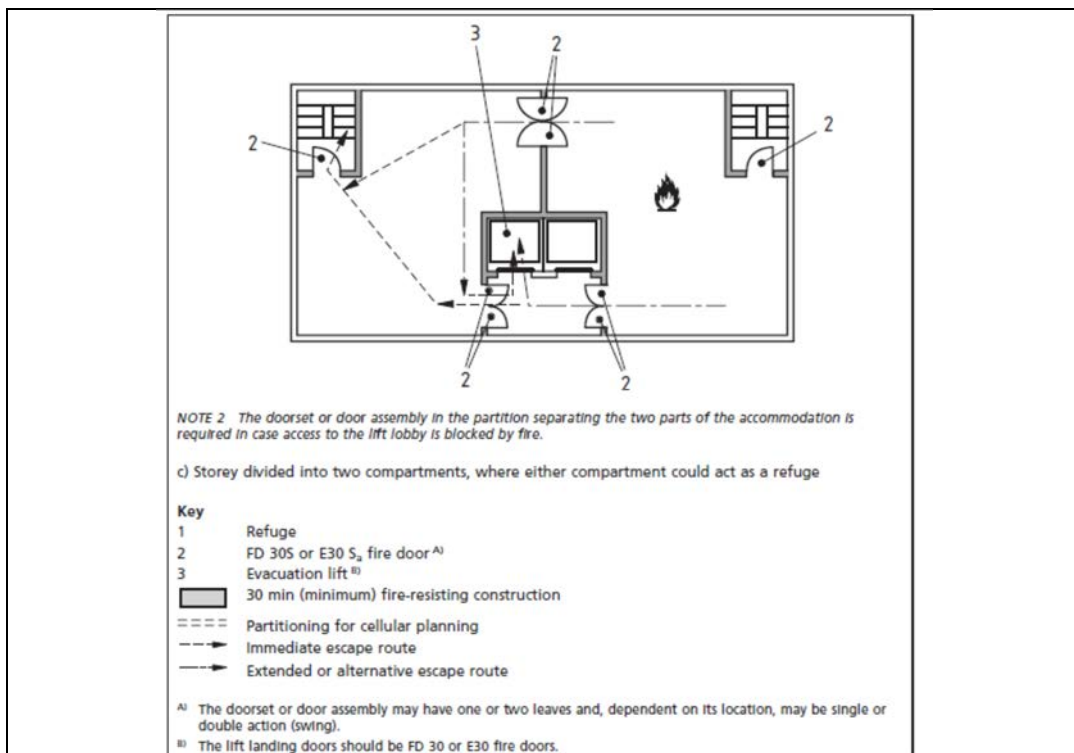 3
2
2
2
2
2
NOTE 2 The doorset or door assembly in the partition separating the two parts of the accommodation is
required in case access to the lift lobby is blocked by fire.
c) Storey divided into two compartments, where either compartment could act as a refuge
Key
1 Refuge
2 FD 30S or E30 Sa fire door A)
3 Evacuation lift B)
30 min (minimum) fire-resisting construction
Partitioning for cellular planning
Immediate escape route
Extended or alternative escape route
A) The doorset or door assembly may have one or two leaves and, dependent on its location, may be single or
double action (swing).
B) The lift landing doors should be FD 30 or E30 fire doors.